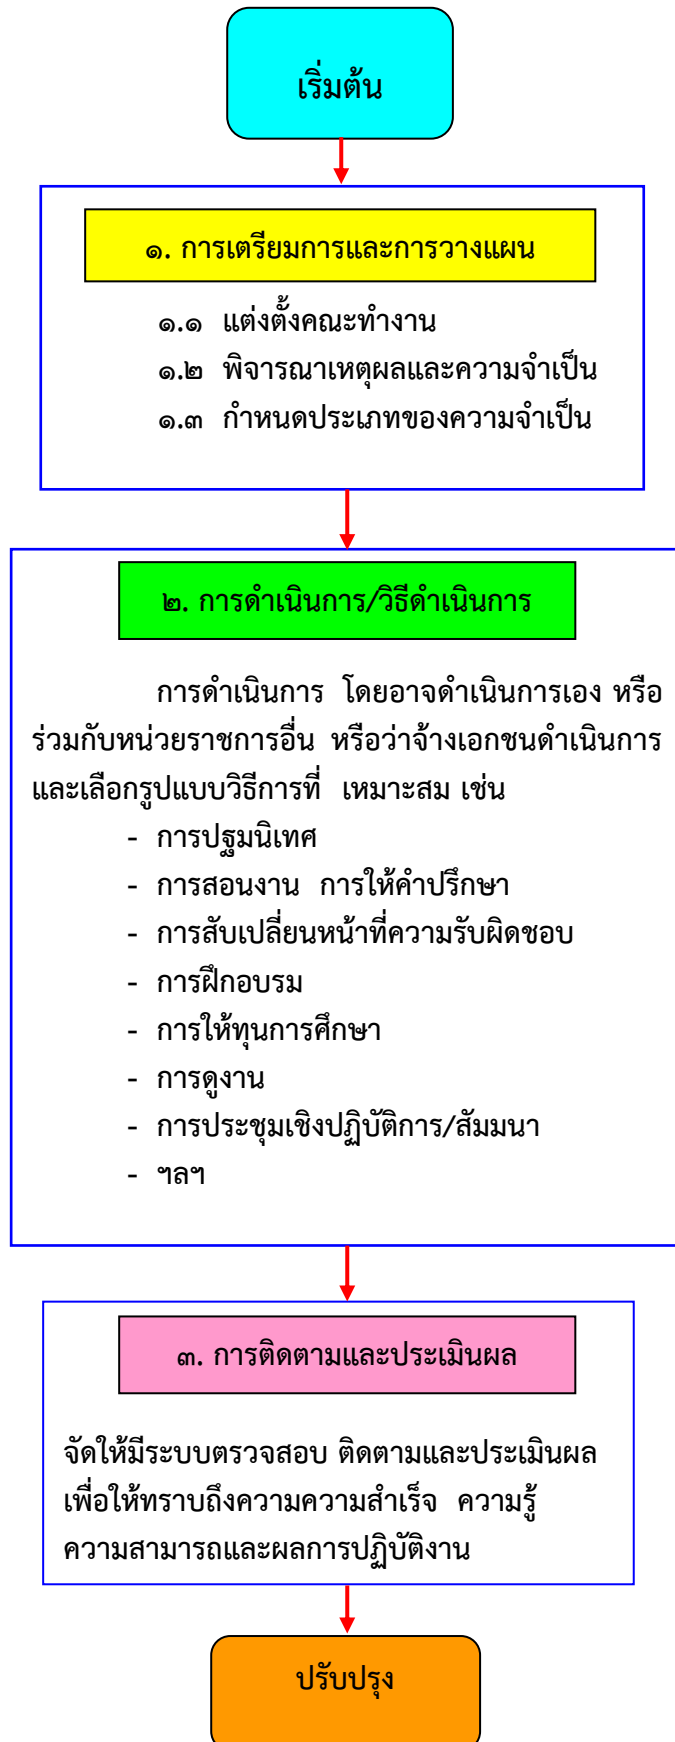 เริ่มต้น
๑. การเตรียมการและการวางแผน
๑.๑ แต่งตั้งคณะทำงาน
๑.๒ พิจารณาเหตุผลและความจำเป็น
๑.๓ กำหนดประเภทของความจำเป็น
๒. การดำเนินการ/วิธีดำเนินการ
การดำเนินการ โดยอาจดำเนินการเอง หรือ
ร่วมกับหน่วยราชการอื่น หรือว่าจ้างเอกชนดำเนินการ
และเลือกรูปแบบวิธีการที่ เหมาะสม เช่น
- การปฐมนิเทศ
- การสอนงาน การให้คำปรึกษา
- การสับเปลี่ยนหน้าที่ความรับผิดชอบ
- การฝึกอบรม
- การให้ทุนการศึกษา
- การดูงาน
- การประชุมเชิงปฏิบัติการ/สัมมนา
- ฯลฯ
๓. การติดตามและประเมินผล
จัดให้มีระบบตรวจสอบ ติดตามและประเมินผล
เพื่อให้ทราบถึงความความสำเร็จ ความรู้
ความสามารถและผลการปฏิบัติงาน
ปรับปรุง